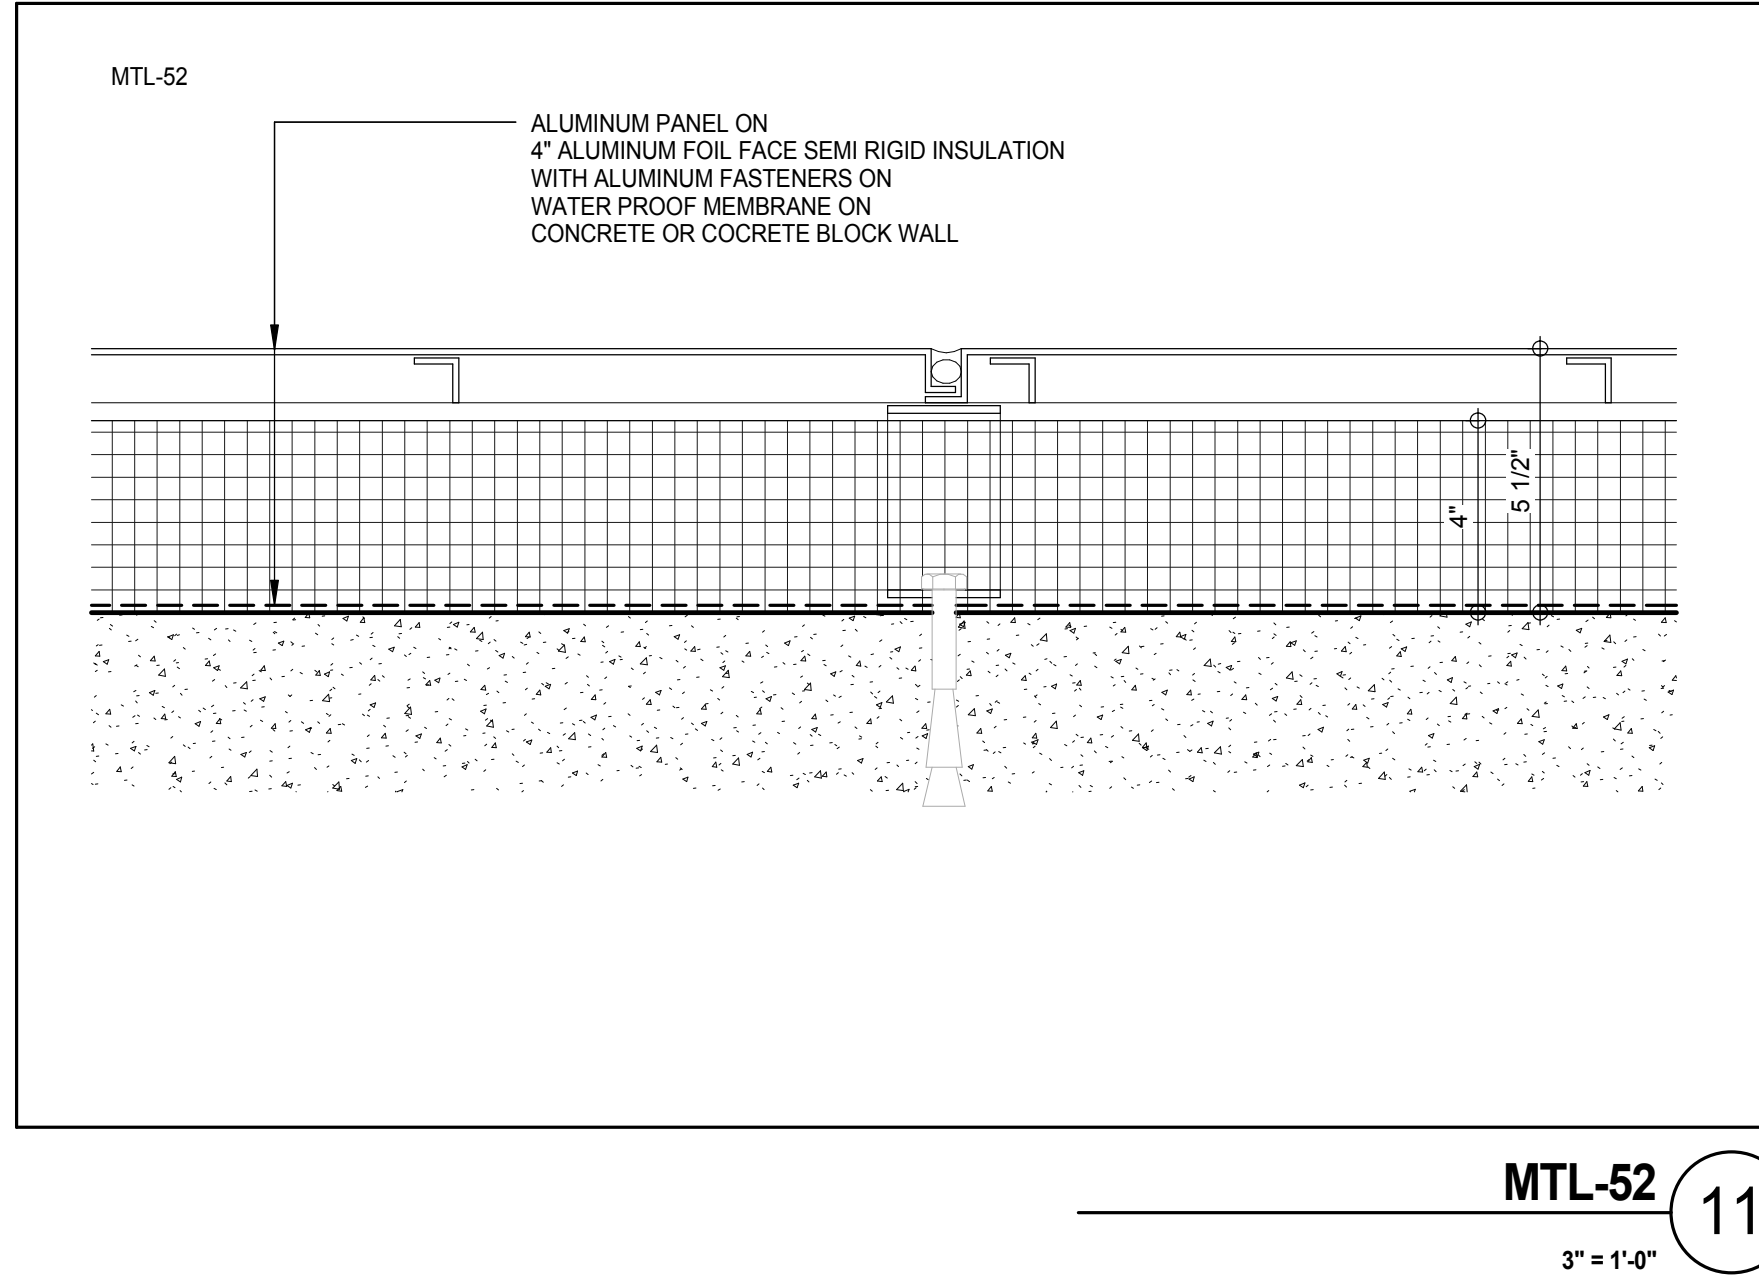 MTL-52
ALUMINUM PANEL ON
4" ALUMINUM FOIL FACE SEMI RIGID INSULATION
WITH ALUMINUM FASTENERS ON
WATER PROOF MEMBRANE ON
CONCRETE OR COCRETE BLOCK WALL
4"
5 1/2"
MTL-52
11
3" = 1'-0"